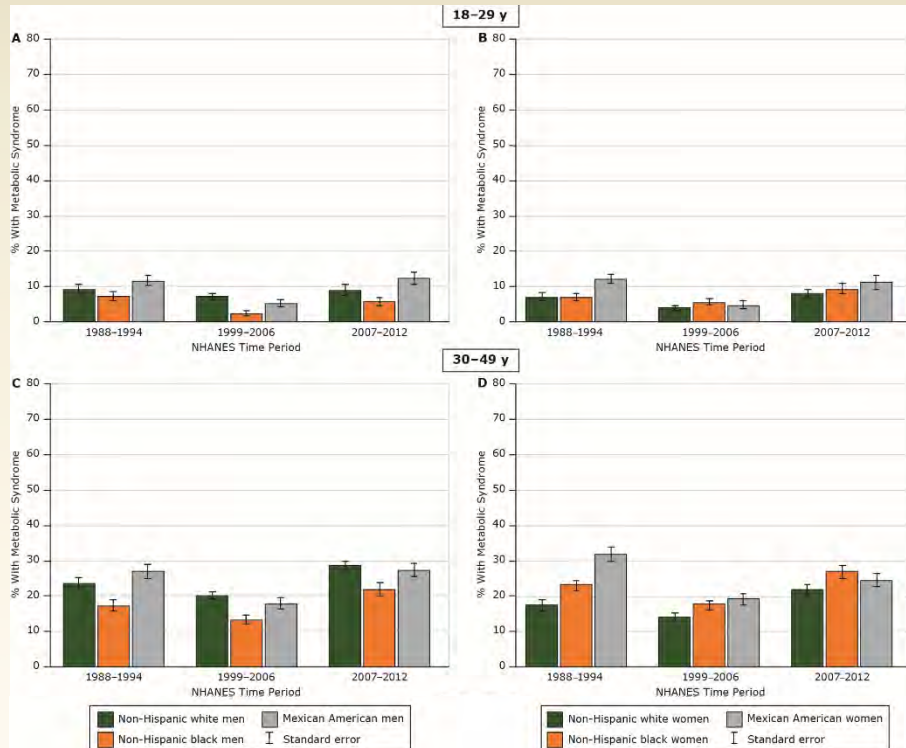 18–29 y
A
80
70
60
50
40
30
20
10
0
% With Metabolic Syndrome
1988–1994
1999–2006
2007–2012
NHANES Time Period
B
80
70
60
50
40
30
20
10
0
% With Metabolic Syndrome
1988–1994
1999–2006
2007–2012
NHANES Time Period
30–49 y
C
80
70
60
50
40
30
20
10
0
% With Metabolic Syndrome
1988–1994
1999–2006
2007–2012
NHANES Time Period
D
80
70
60
50
40
30
20
10
0
% With Metabolic Syndrome
1988–1994
1999–2006
2007–2012
NHANES Time Period
Non-Hispanic white men
Mexican American men
Non-Hispanic black men
Standard error
Non-Hispanic white women
Mexican American women
Non-Hispanic black women
Standard error